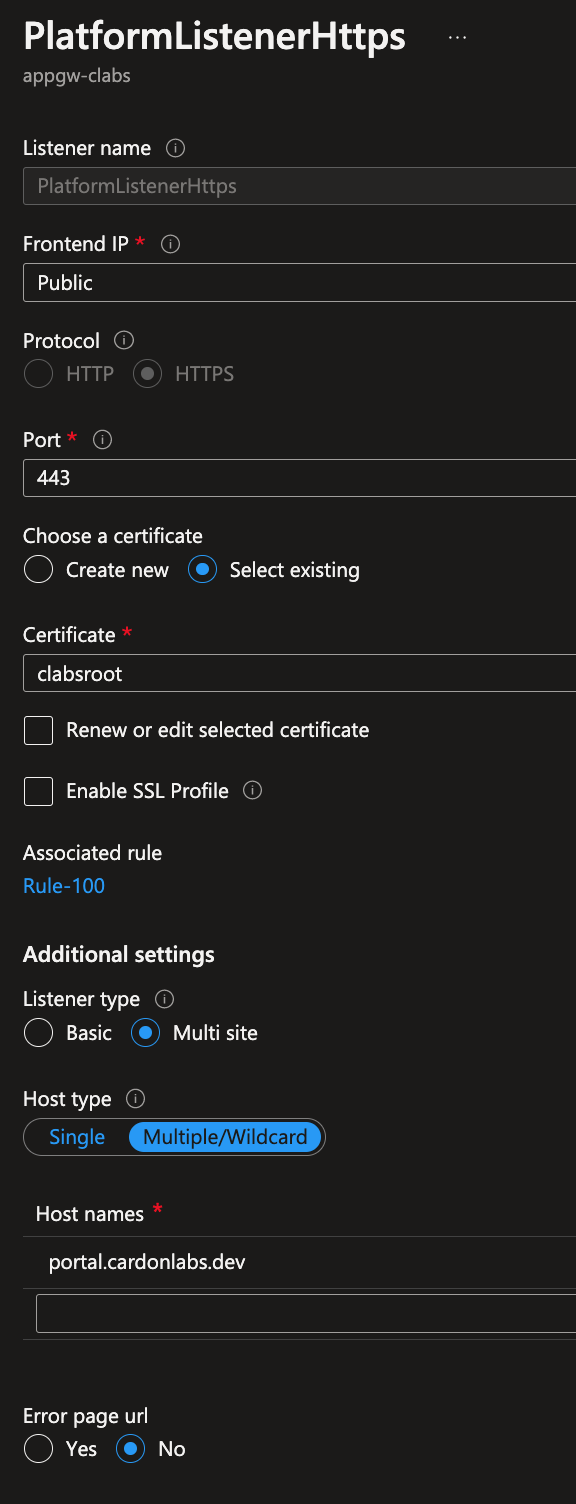 PlatformListenerHttps ...
appgw-clabs
Listener name
PlatformListenerHttps
Frontend IP *
Public
Protocol
HTTP HTTPS
Port *
443
Choose a certificate
Create new Select existing
Certificate *
clabsroot
Renew or edit selected certificate
Enable SSL Profile
Associated rule
Rule-100
Additional settings
Listener type
Basic Multi site
Host type
Single Multiple/Wildcard
Host names *
portal.cardonlabs.dev
Error page url
Yes No